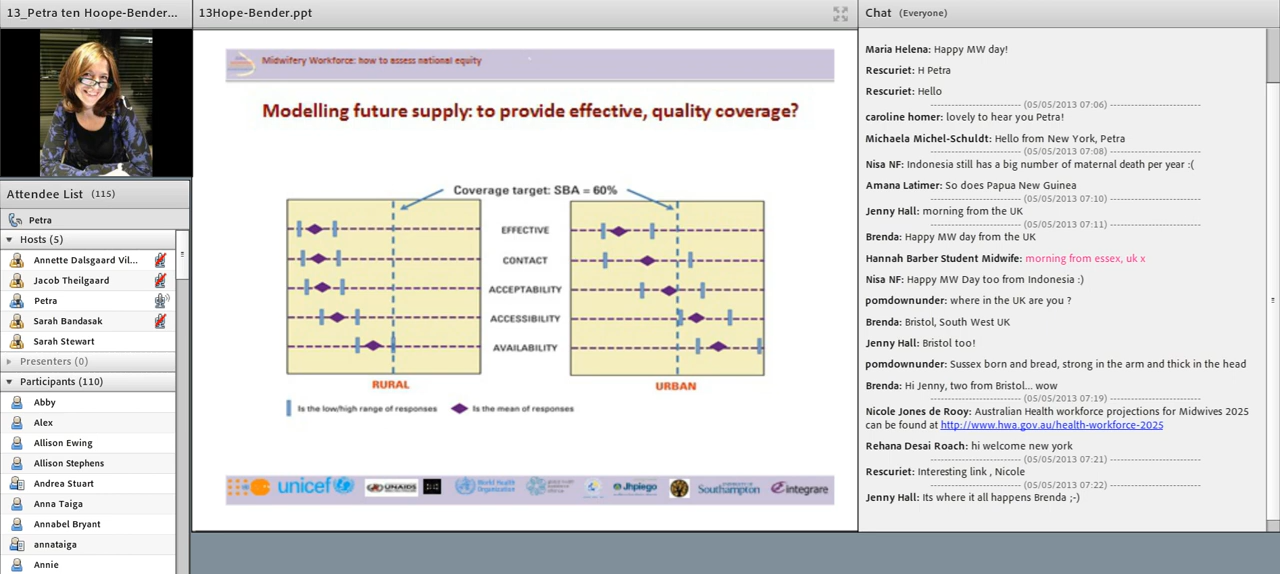 13_Petra ten Hoope-Bender...
Attendee List (115)
Petra
Hosts (5)
Annette Dalsgaard Vil...
Jacob Theilgaard
Petra
Sarah Bandasak
Sarah Stewart
Presenters (0)
Participants (110)
Abby
Alex
Allison Ewing
Allison Stephens
Andrea Stuart
Anna Taiga
Annabel Bryant
annataiga
Annie
13Hope-Bender.ppt
Midwifery Workforce: how to assess national equity
Modelling future supply: to provide effective, quality coverage?
Coverage target: SBA = 60%
EFFECTIVE
CONTACT
ACCEPTABILITY
ACCESSIBILITY
AVAILABILITY
RURAL
URBAN
Is the low/high range of responses
Is the mean of responses
unicef
UNAIDS
World Health
Organization
Jhpiego
Southampton
integrare
Chat (Everyone)
Maria Helena: Happy MW day!
Rescuriet: H Petra
Rescuriet: Hello
(05/05/2013 07:06)
caroline homer: lovely to hear you Petra!
Michaela Michel-Schuldt: Hello from New York, Petra
(05/05/2013 07:08)
Nisa NF: Indonesia still has a big number of maternal death per year :(
Amana Latimer: So does Papua New Guinea
(05/05/2013 07:10)
Jenny Hall: morning from the UK
(05/05/2013 07:11)
Brenda: Happy MW day from the UK
Hannah Barber Student Midwife: morning from essex, uk x
Nisa NF: Happy MW Day too from Indonesia :)
pomdownunder: where in the UK are you ?
Brenda: Bristol, South West UK
Jenny Hall: Bristol too!
pomdownunder: Sussex born and bread, strong in the arm and thick in the head
Brenda: Hi Jenny, two from Bristol... wow
(05/05/2013 07:19)
Nicole Jones de Rooy: Australian Health workforce projections for Midwives 2025
can be found at http://www.hwa.gov.au/health-workforce-2025
Rehana Desai Roach: hi welcome new york
(05/05/2013 07:21)
Rescuriet: Interesting link , Nicole
(05/05/2013 07:22)
Jenny Hall: Its where it all happens Brenda ;-)